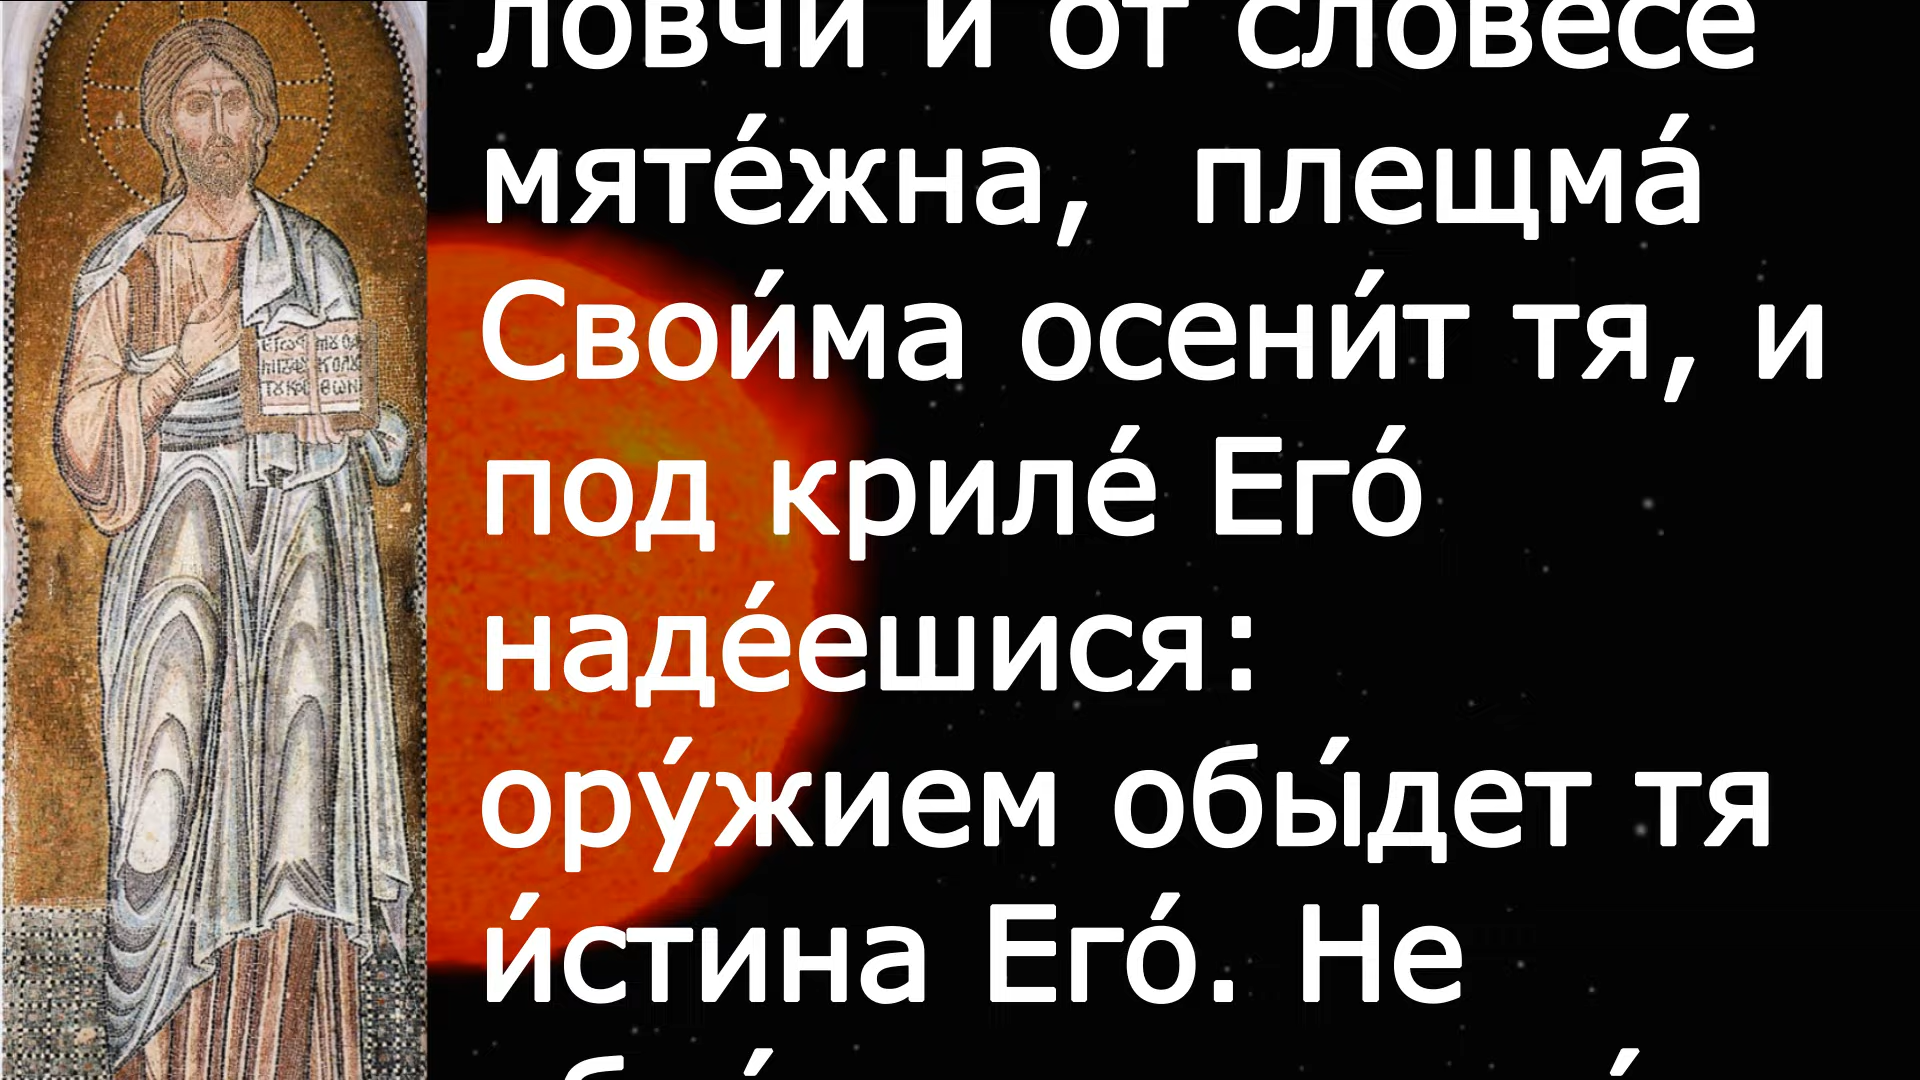 ловчи и от словесе
мяте́жна, плещма́
Свои́ма осени́т тя, и
под криле́ Его́
наде́ешися:
ору́жием обы́дет тя
и́стина Его́. Не